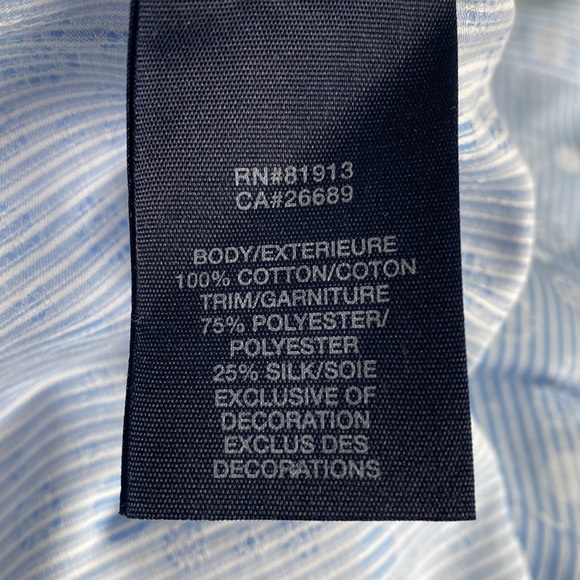 RN#81913
CA#26689
BODY/EXTERIEURE
100% COTTON/COTON
TRIM/GARNITURE
75% POLYESTER/
POLYESTER
25% SILK/SOIE
EXCLUSIVE OF
DECORATION
EXCLUS DES
DECORATIONS